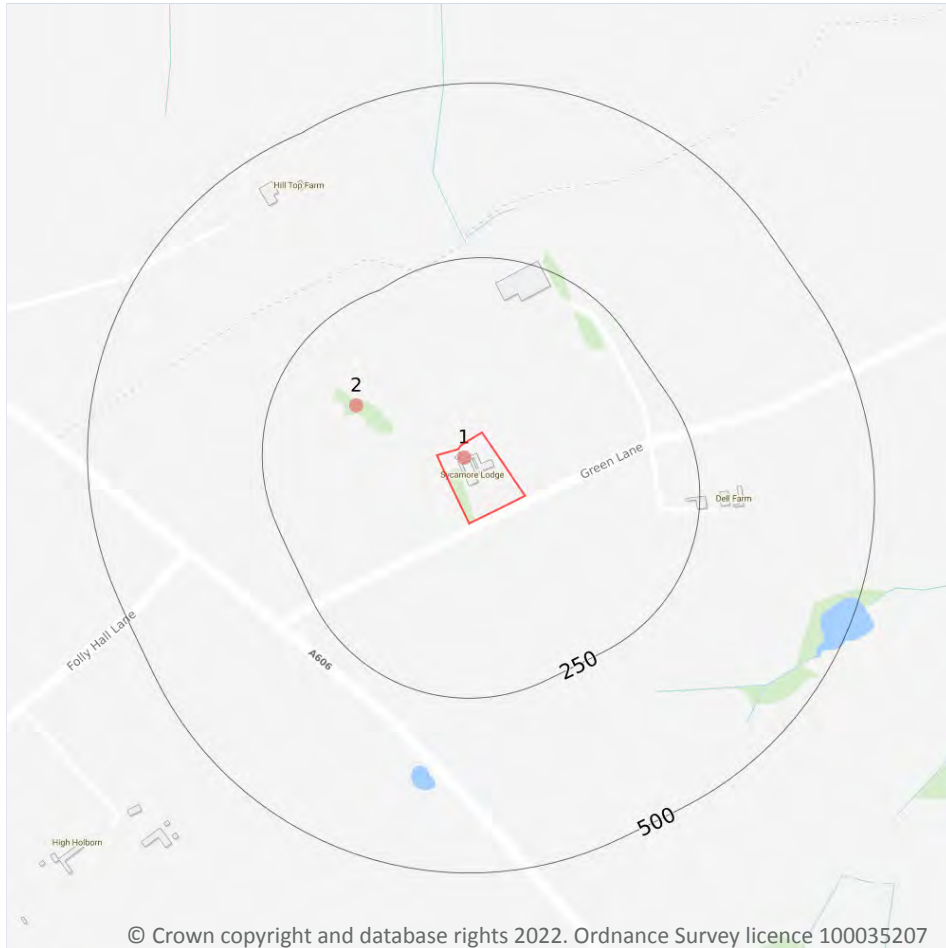 Hill Top Farm
2
1
Sycamore Lodge
Green Lane
Dell Farm
Folly Hall Lane
A606
250
500
High Holborn
© Crown copyright and database rights 2022. Ordnance Survey licence 100035207